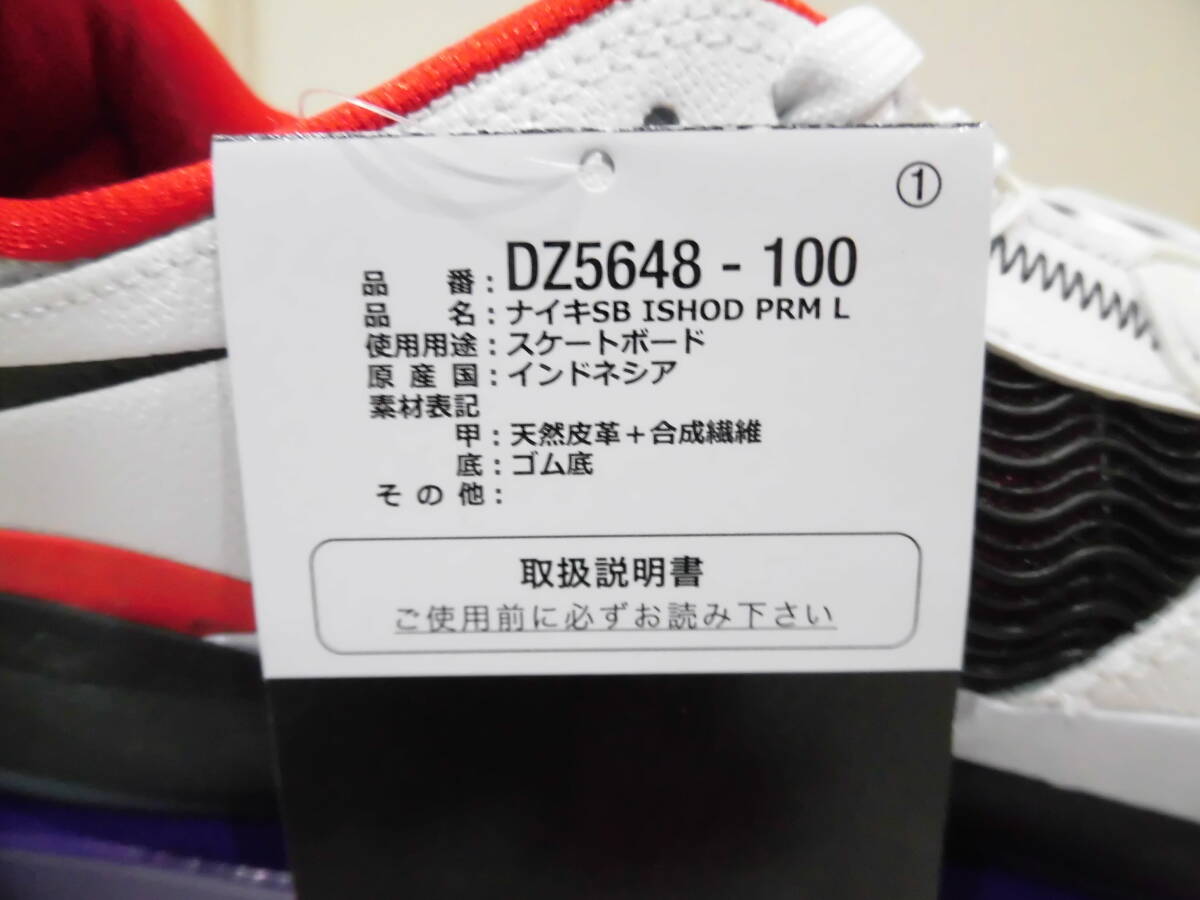 ①
品番：DZ5648 - 100
品名：ナイキSB ISHOD PRM L
使用用途：スケートボード
原産国：インドネシア
素材表記
甲：天然皮革＋合成繊維
底：ゴム底
その他：
取扱説明書
ご使用前に必ずお読み下さい